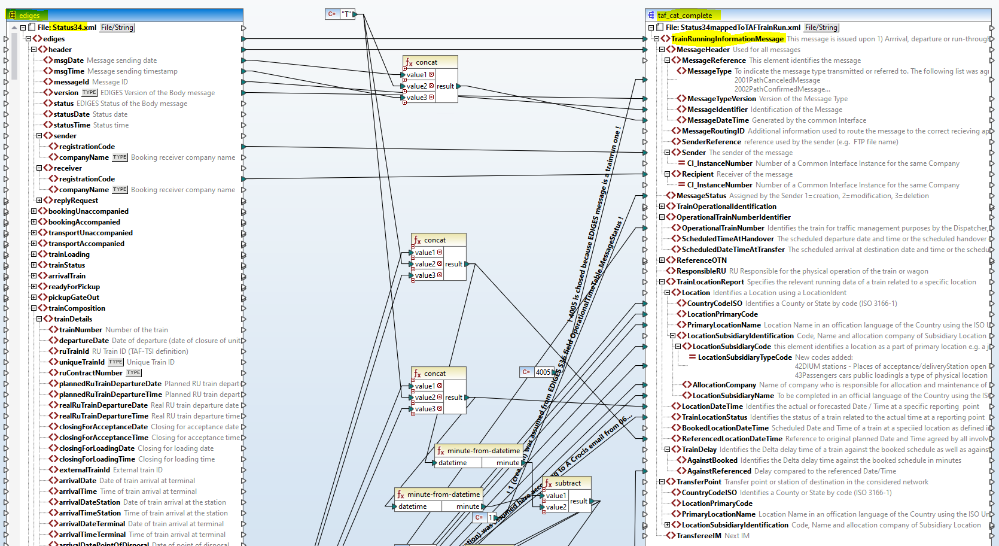 ediges
File: Status34.xml File/String
ediges
header
msgDate Message sending date
msgTime Message sending timestamp
messageId Message ID
version TYPE EDIGES Version of the Body message
status EDIGES Status of the Body message
statusDate Status date
statusTime Status time
sender
registrationCode
companyName TYPE Booking receiver company name
receiver
registrationCode
companyName TYPE Booking receiver company name
replyRequest
bookingUnaccompanied
bookingAccompanied
transportUnaccompanied
transportAccompanied
trainLoading
trainStatus
arrivalTrain
readyForPickup
pickupGateOut
trainComposition
trainDetails
trainNumber Number of the train
departureDate Date of departure (date of closure of unit
ruTrainId RU Train ID (TAF-TSI definition)
uniqueTrainId TYPE Unique Train ID
ruContractNumber TYPE
plannedRuTrainDepartureDate Planned RU train depart
plannedRuTrainDepartureTime Planned RU train depart
realRuTrainDepartureDate Real RU train departure date
realRuTrainDepartureTime Real RU train departure time
closingForAcceptanceDate Closing for acceptance date
closingForAcceptanceTime Closing for acceptance time
closingForLoadingDate Closing for loading date
closingForLoadingTime Closing for loading time
externalTrainId External train ID
arrivalDate Date of train arrival at terminal
arrivalTime Time of train arrival at terminal
arrivalDateStation Date of train arrival at the station
arrivalTimeStation Time of train arrival at the station
arrivalDateTerminal Date of train arrival at terminal
arrivalTimeTerminal Time of train arrival at terminal
arrivalDatePointOfDisposal Date of point of disposal
C= "T"
concat
value1
value2 result
value3
concat
value1
value2 result
value3
concat
value1
value2 result
value3
C= 4005
minute-from-datetime
datetime minute
minute-from-datetime
datetime minute
C= 1
subtract
value1
result
value2
! 4005 is chosed because EDIGES message is a trainrun one !
was assumed from EDIGES S36 field OperationalTimeTable.MessageStatus !
was assumed here to A Crocis email from 06...
taf_cat_complete
File: Status34mappedToTAFTrainRun.xml File/String
TrainRunningInformationMessage This message is issued upon 1) Arrrival, departure or run-throug
MessageHeader Used for all messages
MessageReference This element identifies the message
MessageType To indicate the message type transmitted or referred to. The following list was agr
2001PathCanceledMessage
2002PathConfirmedMessage...
MessageTypeVersion Version of the Message Type
MessageIdentifier Identification of the Message
MessageDateTime Generated by the common Interface
MessageRoutingID Additional information used to route the message to the correct recieving ap
SenderReference reference used by the sender (e.g. FTP file name)
Sender The sender of the message
CI_InstanceNumber Number of a Common Interface Instance for the same Company
Recipient Receiver of the message
CI_InstanceNumber Number of a Common Interface Instance for the same Company
MessageStatus Assigned by the Sender 1=creation, 2=modification, 3=deletion
TrainOperationalIdentification
OperationalTrainNumberIdentifier
OperationalTrainNumber Identifies the train for traffic management purposes by the Dispatcher,
ScheduledTimeAtHandover The scheduled departure date and time or the scheduled handover
ScheduledDateTimeAtTransfer The scheduled arrival at destination date and time or the schedu
ReferenceOTN
ResponsibleRU RU Responsible for the physical operation of the train or wagon
TrainLocationReport Specifies the relevant running data of a train related to a specific location
Location Identifies a Location using a LocationIdent
CountryCodeISO Identifies a County or State by code (ISO 3166-1)
LocationPrimaryCode
PrimaryLocationName Location Name in an offication language of the Country using the ISO U
LocationSubsidiaryIdentification Code, Name and allocation company of Subsidiary Location
LocationSubsidiaryCode this element identifies a location as a part of primary location e.g. a j
LocationSubsidiaryTypeCode New codes added:
42DIUM stations - Places of acceptance/deliveryStation open
43Passengers cars public loadingIs a type of physical location
AllocationCompany Name of company who is responsible for allocation and maintenance of
LocationSubsidiaryName To be completed in an official language of the Country using the IS
LocationDateTime Identifies the actual or forecasted Date / Time at a specific reporting point
TrainLocationStatus Identifies the status of a train related to the actual time at a reporting point
BookedLocationDateTime Scheduled Date and Time of a train at a speciied location as defined i
ReferencedLocationDateTime Reference to original planned Date and Time agreed by all involv
TrainDelay Identifies the Delta delay time of a train against the booked schedule as well as agains
AgainstBooked Identifies the Delta delay time against the booked schedule in minutes
AgainstReferenced Delay compared to the referenced Date/Time
TransferPoint Transfer point or station of destination in the considered network
CountryCodeISO Identifies a County or State by code (ISO 3166-1)
LocationPrimaryCode
PrimaryLocationName Location Name in an offication language of the Country using the ISO Un
LocationSubsidiaryIdentification Code, Name and allocation company of Subsidiary Location
TransfereeIM Next IM